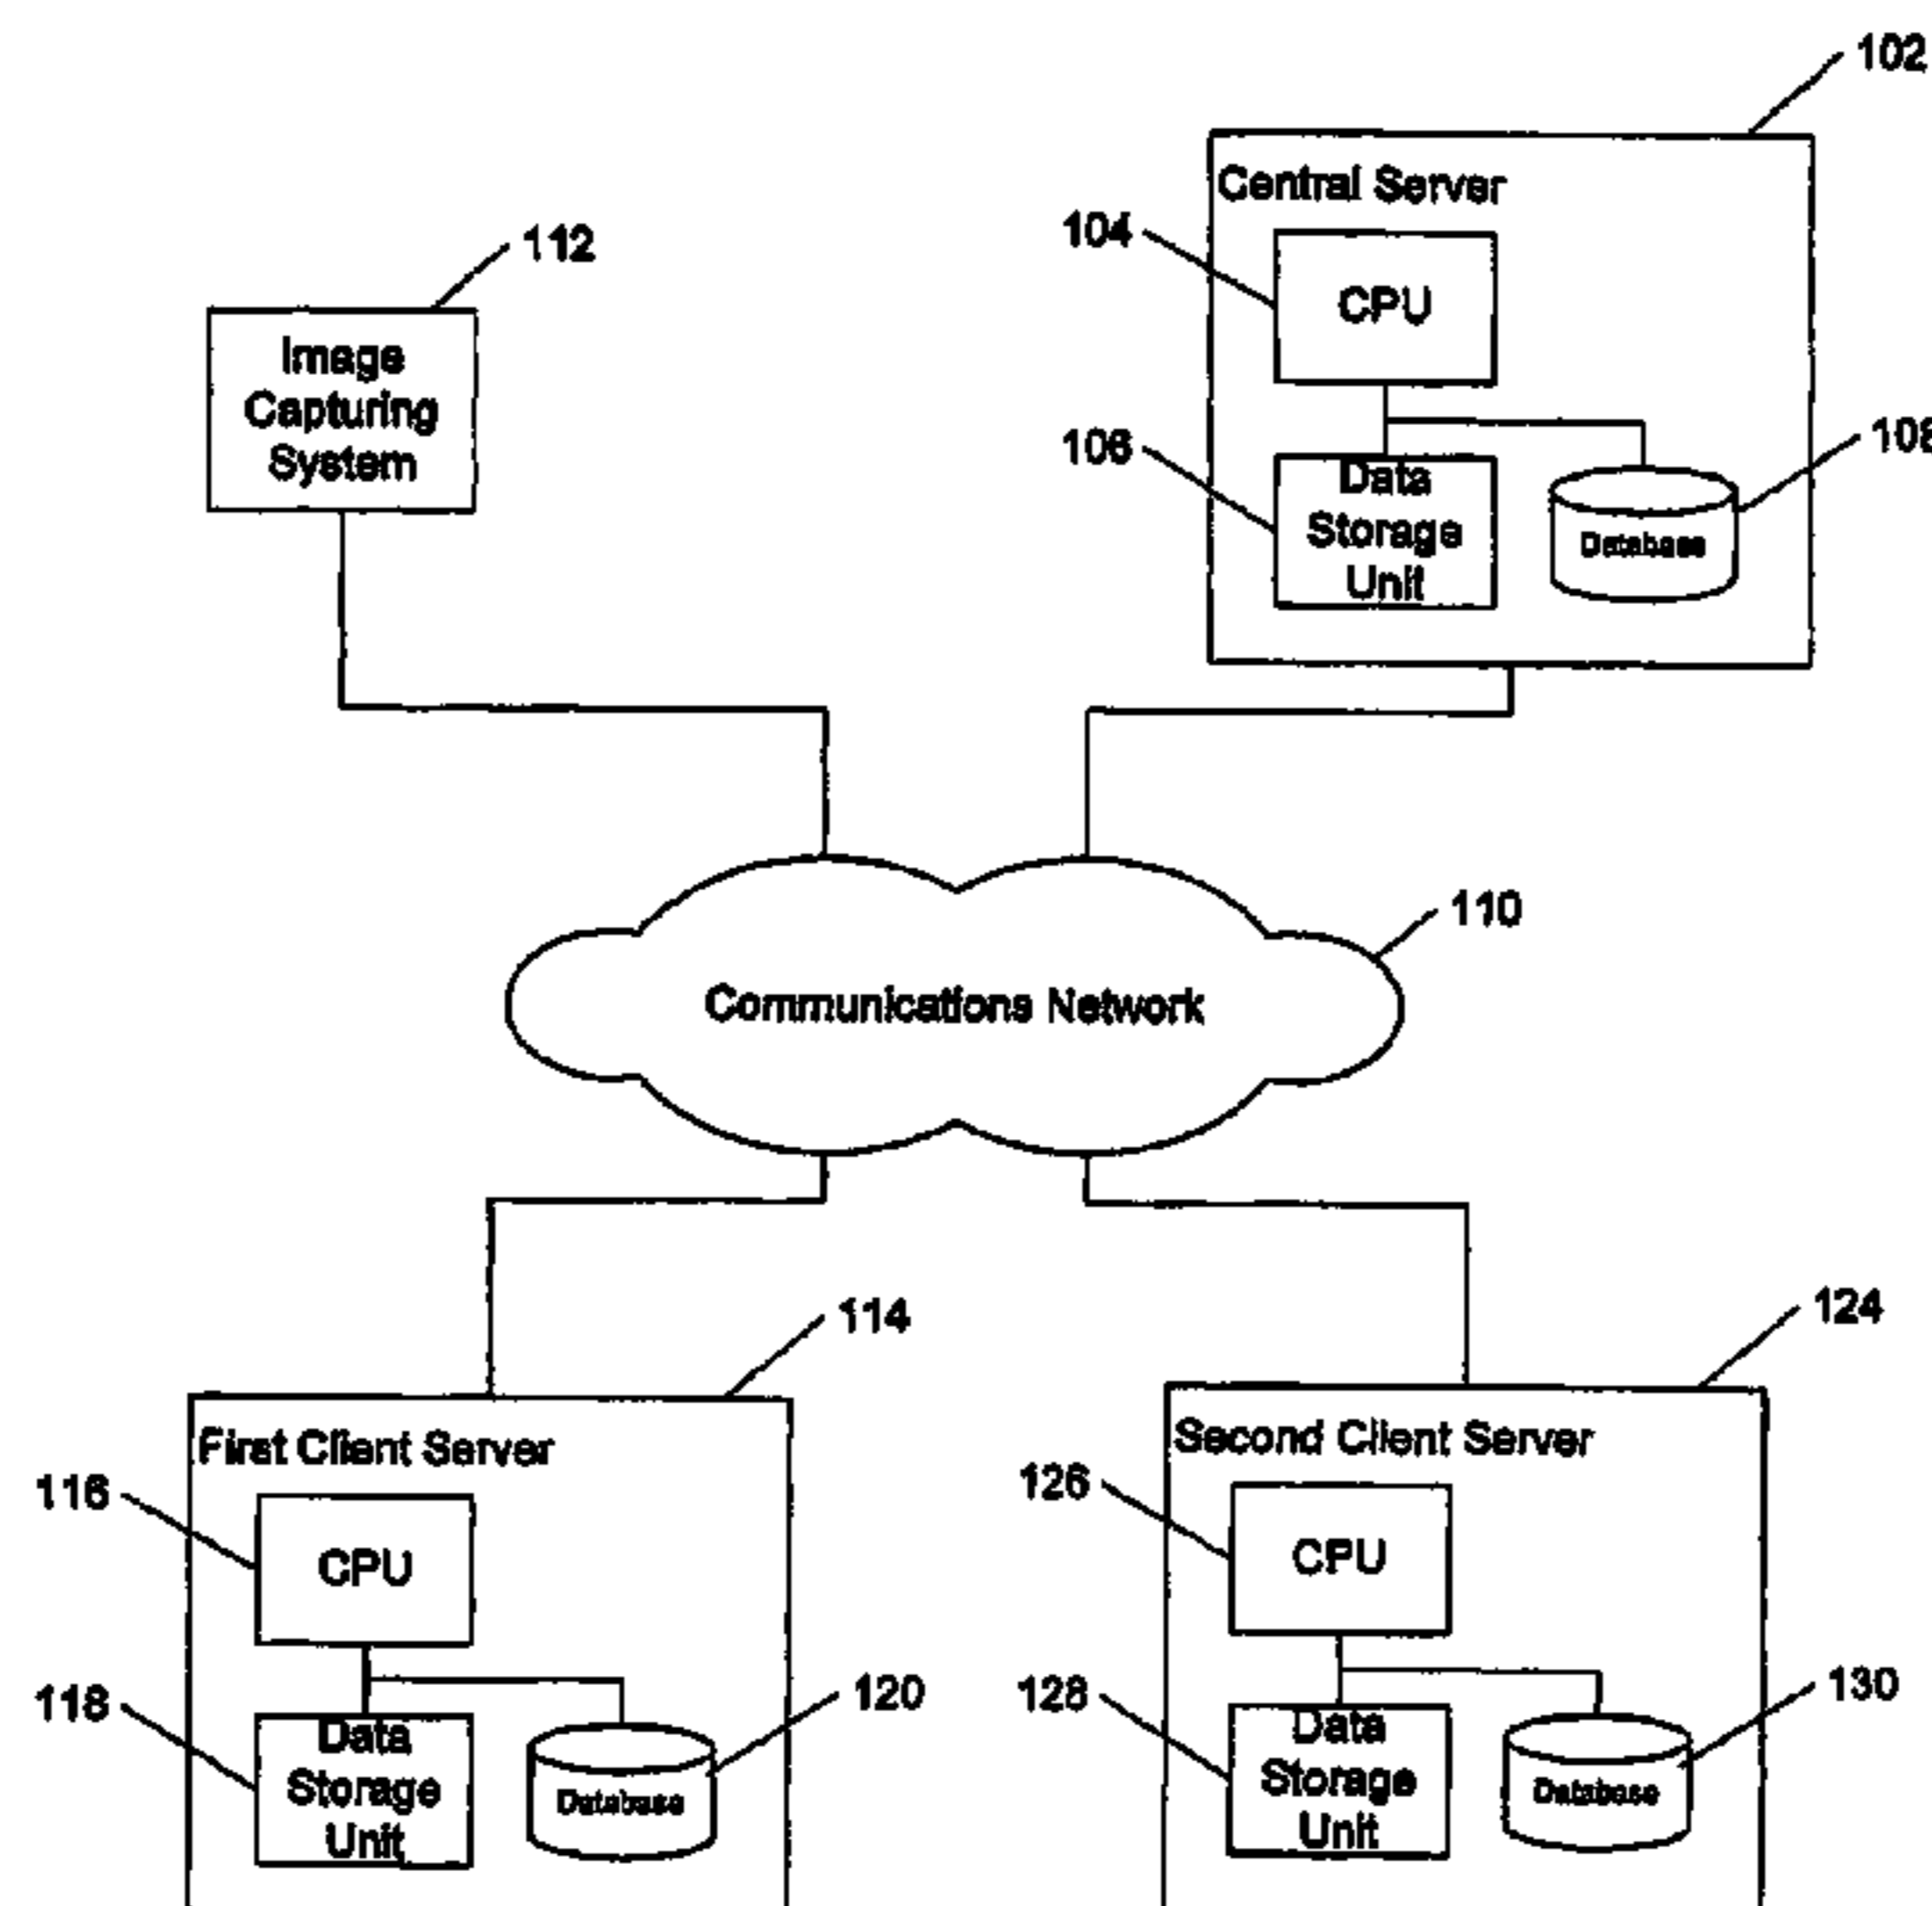 102
Central Server
104
CPU
112
Image
Capturing
System
106
Data
Storage
Unit
108
Database
110
Communications Network
114
First Client Server
116
CPU
118
Data
Storage
Unit
120
Database
124
Second Client Server
126
CPU
128
Data
Storage
Unit
130
Database